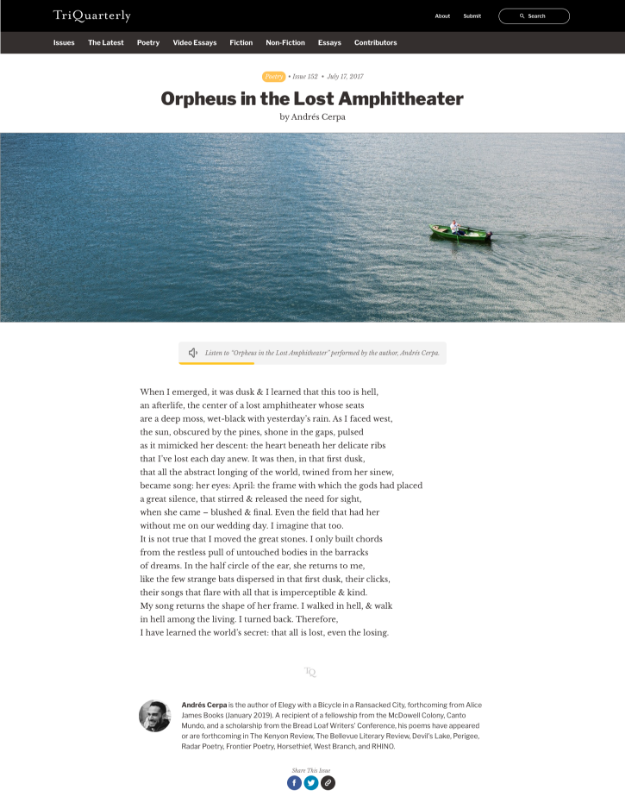 TriQuarterly
About
Submit
Search
Issues
The Latest
Poetry
Video Essays
Fiction
Non-Fiction
Essays
Contributors
Poetry • Issue 152 • July 17, 2017
Orpheus in the Lost Amphitheater
by Andrés Cerpa
Listen to "Orpheus in the Lost Amphitheater" performed by the author, Andrés Cerpa.
When I emerged, it was dusk & I learned that this too is hell,
an afterlife, the center of a lost amphitheater whose seats
are a deep moss, wet-black with yesterday's rain. As I faced west,
the sun, obscured by the pines, shone in the gaps, pulsed
as it mimicked her descent: the heart beneath her delicate ribs
that I've lost each day anew. It was then, in that first dusk,
that all the abstract longing of the world, twined from her sinew,
became song: her eyes: April: the frame with which the gods had placed
a great silence, that stirred & released the need for sight,
when she came – blushed & final. Even the field that had her
without me on our wedding day. I imagine that too.
It is not true that I moved the great stones. I only built chords
from the restless pull of untouched bodies in the barracks
of dreams. In the half circle of the ear, she returns to me,
like the few strange bats dispersed in that first dusk, their clicks,
their songs that flare with all that is imperceptible & kind.
My song returns the shape of her frame. I walked in hell, & walk
in hell among the living. I turned back. Therefore,
I have learned the world's secret: that all is lost, even the losing.
TQ
Andrés Cerpa is the author of Elegy with a Bicycle in a Ransacked City, forthcoming from Alice
James Books (January 2019). A recipient of a fellowship from the McDowell Colony, Canto
Mundo, and a scholarship from the Bread Loaf Writers' Conference, his poems have appeared
or are forthcoming in The Kenyon Review, The Bellevue Literary Review, Devil's Lake, Perigee,
Radar Poetry, Frontier Poetry, Horsethief, West Branch, and RHINO.
Share This Issue